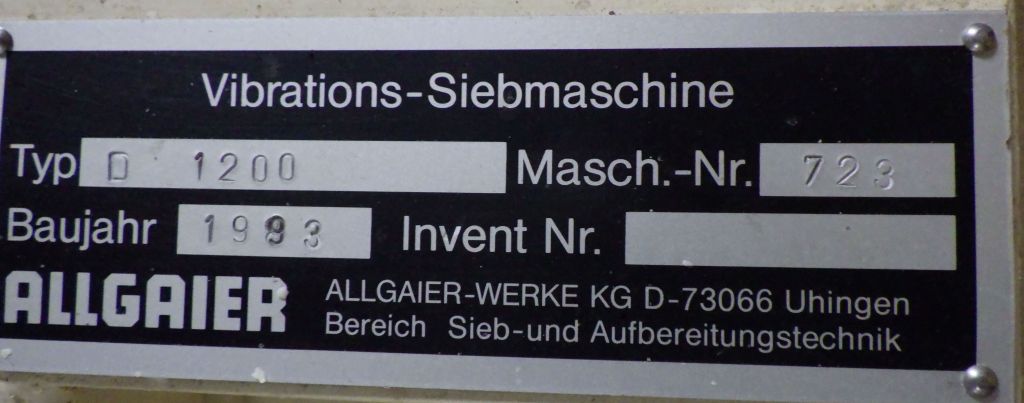 Vibrations-Siebmaschine
Typ D 1200 Masch.-Nr. 723
Baujahr 1993 Invent Nr.
ALLGAIER ALLGAIER-WERKE KG D-73066 Uhingen
Bereich Sieb-und Aufbereitungstechnik